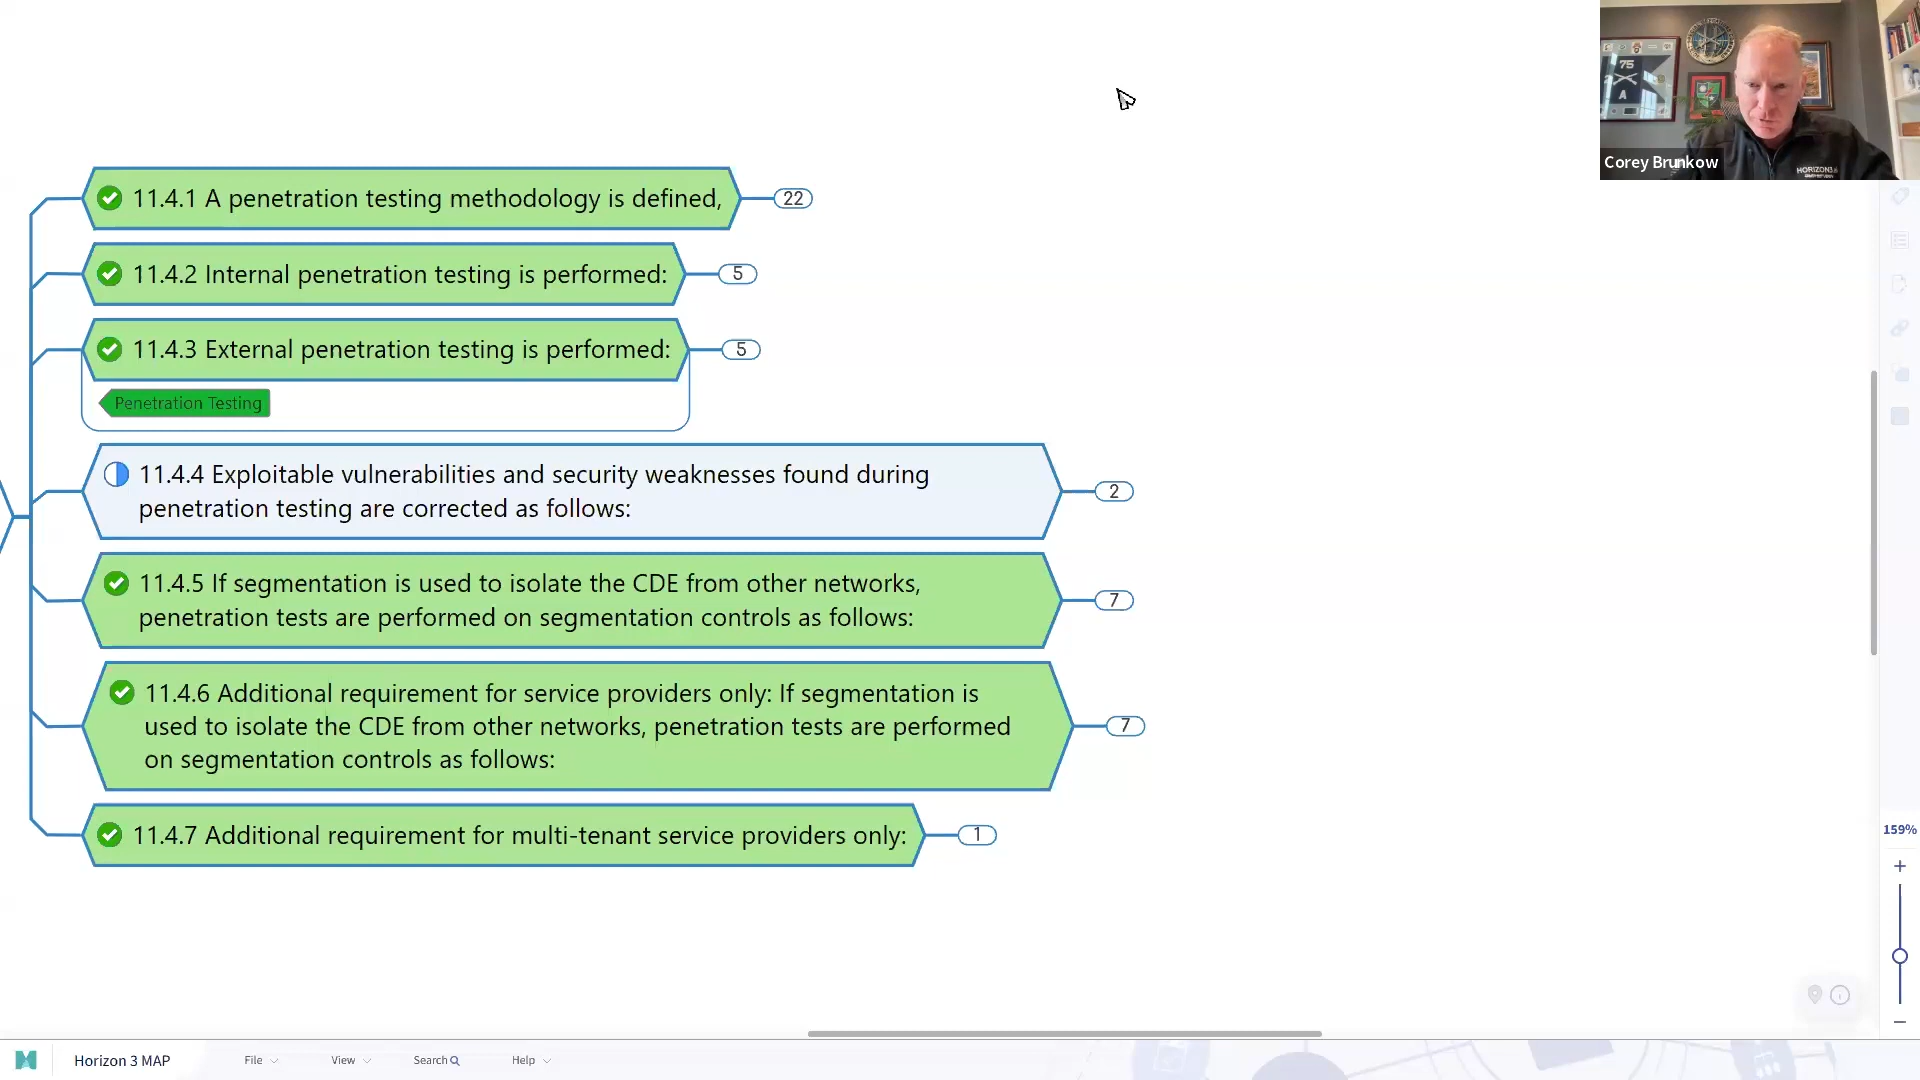 75
A
Corey Brunkow
HORIZON3
11.4.1 A penetration testing methodology is defined,
22
11.4.2 Internal penetration testing is performed:
5
11.4.3 External penetration testing is performed:
5
Penetration Testing
11.4.4 Exploitable vulnerabilities and security weaknesses found during
penetration testing are corrected as follows:
2
11.4.5 If segmentation is used to isolate the CDE from other networks,
penetration tests are performed on segmentation controls as follows:
7
11.4.6 Additional requirement for service providers only: If segmentation is
used to isolate the CDE from other networks, penetration tests are performed
on segmentation controls as follows:
7
11.4.7 Additional requirement for multi-tenant service providers only:
1
159%
Horizon 3 MAP
File
View
Search
Help